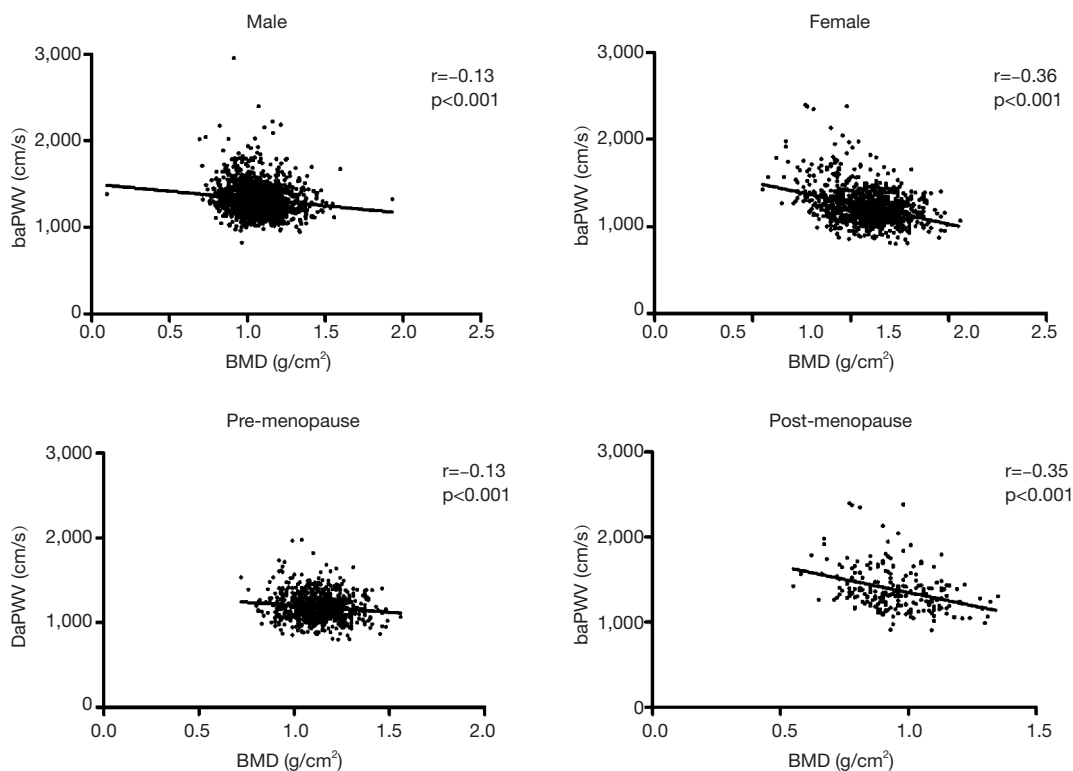 Male
r=−0.13
p<0.001
3,000
2,000
1,000
0
baPWV (cm/s)
0.0 0.5 1.0 1.5 2.0 2.5
BMD (g/cm²)
Female
r=−0.36
p<0.001
3,000
2,000
1,000
0
baPWV (cm/s)
0.0 0.5 1.0 1.5 2.0 2.5
BMD (g/cm²)
Pre-menopause
r=−0.13
p<0.001
3,000
2,000
1,000
0
DaPWV (cm/s)
0.0 0.5 1.0 1.5 2.0
BMD (g/cm²)
Post-menopause
r=−0.35
p<0.001
3,000
2,000
1,000
0
baPWV (cm/s)
0.0 0.5 1.0 1.5
BMD (g/cm²)